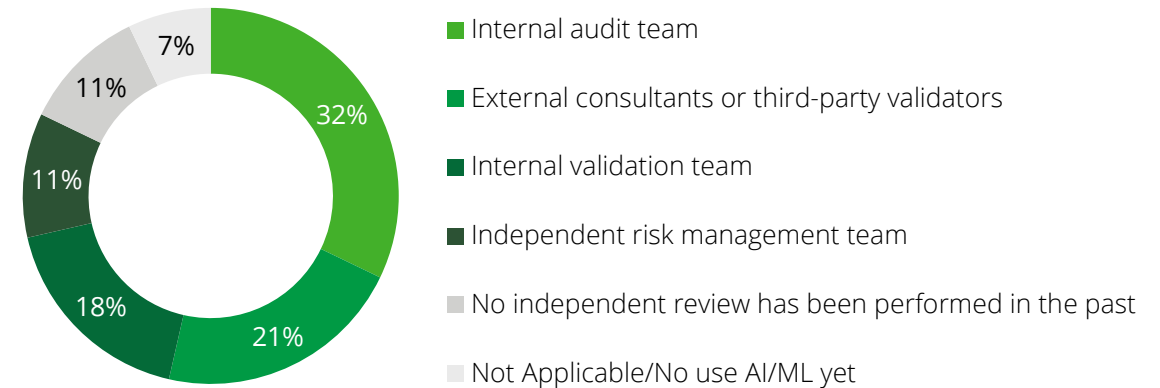 7%
11%
32%
11%
18%
21%
Internal audit team
External consultants or third-party validators
Internal validation team
Independent risk management team
No independent review has been performed in the past
Not Applicable/No use AI/ML yet